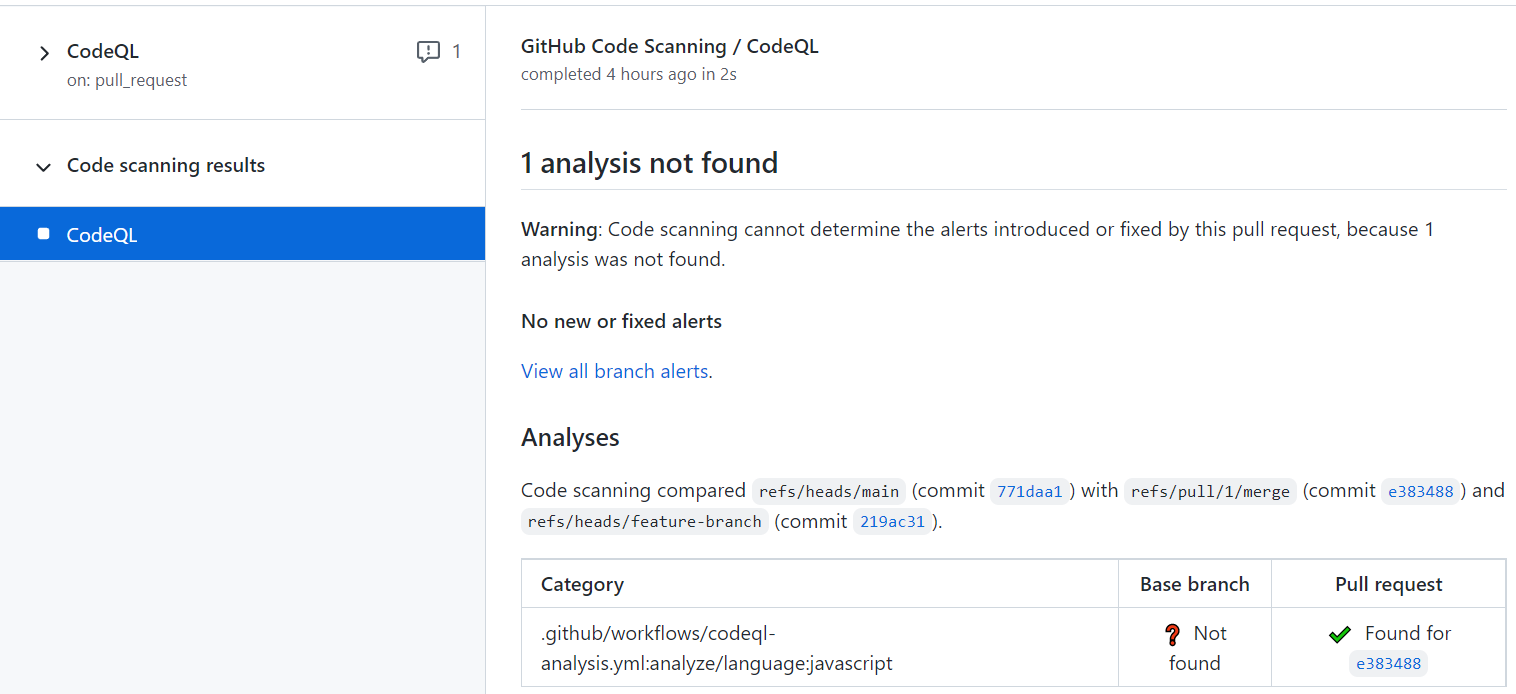 CodeQL
1
on: pull_request
Code scanning results
CodeQL
GitHub Code Scanning / CodeQL
completed 4 hours ago in 2s
1 analysis not found
Warning: Code scanning cannot determine the alerts introduced or fixed by this pull request, because 1
analysis was not found.
No new or fixed alerts
View all branch alerts.
Analyses
Code scanning compared refs/heads/main (commit 771daa1) with refs/pull/1/merge (commit e383488) and
refs/heads/feature-branch (commit 219ac31).
Category Base branch Pull request
.github/workflows/codeql-
analysis.yml:analyze/language:javascript
Not
found
Found for
e383488